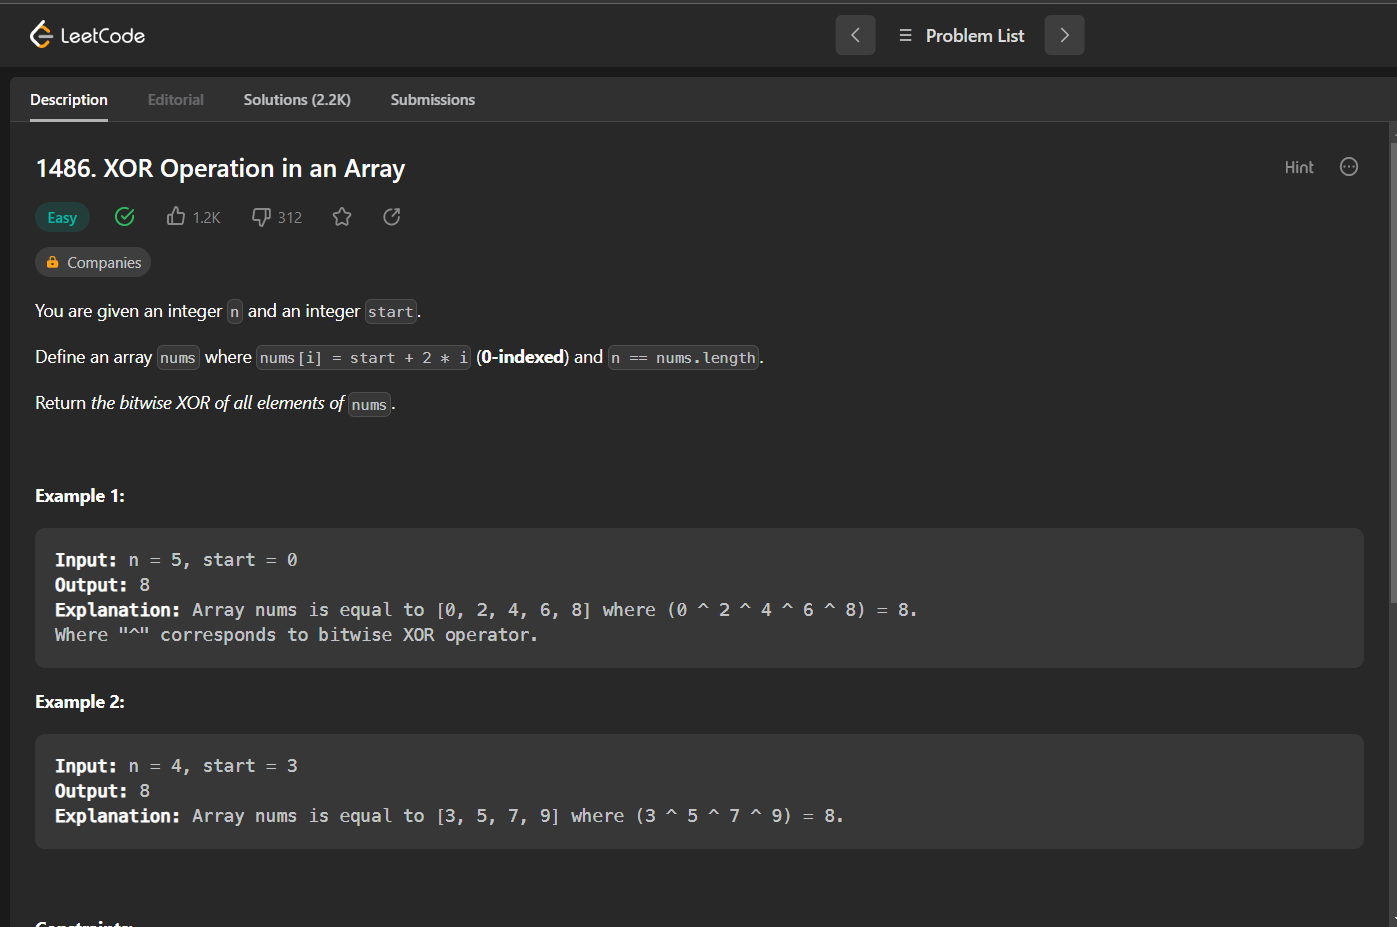 LeetCode
Problem List
Description Editorial Solutions (2.2K) Submissions
1486. XOR Operation in an Array
Hint
Easy 1.2K 312
Companies
You are given an integer n and an integer start.
Define an array nums where nums[i] = start + 2 * i (0-indexed) and n == nums.length.
Return the bitwise XOR of all elements of nums.
Example 1:
Input: n = 5, start = 0
Output: 8
Explanation: Array nums is equal to [0, 2, 4, 6, 8] where (0 ^ 2 ^ 4 ^ 6 ^ 8) = 8.
Where "^" corresponds to bitwise XOR operator.
Example 2:
Input: n = 4, start = 3
Output: 8
Explanation: Array nums is equal to [3, 5, 7, 9] where (3 ^ 5 ^ 7 ^ 9) = 8.
Constraints: